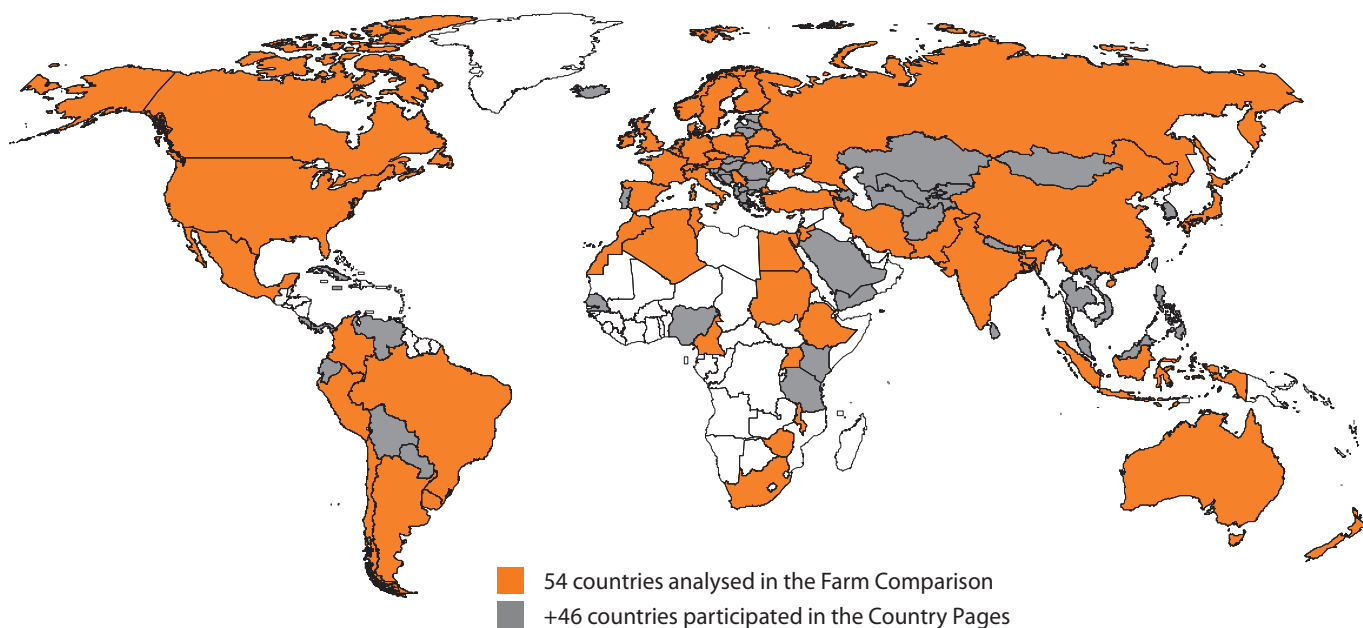 54 countries analysed in the Farm Comparison
+46 countries participated in the Country Pages